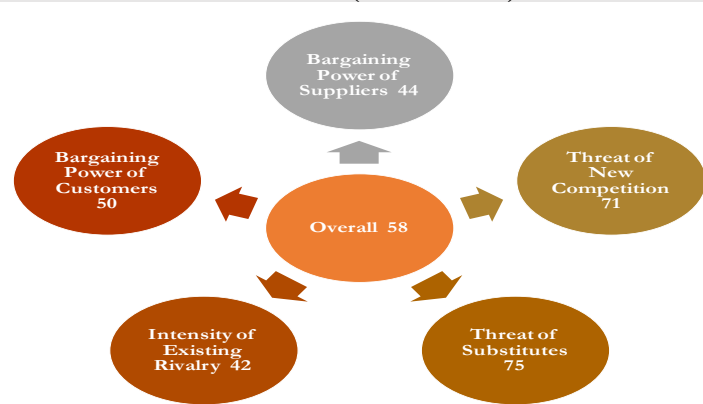 Bargaining
Power of
Suppliers 44
Bargaining
Power of
Customers
50
Threat of
New
Competition
71
Overall 58
Intensity of
Existing
Rivalry 42
Threat of
Substitutes
75